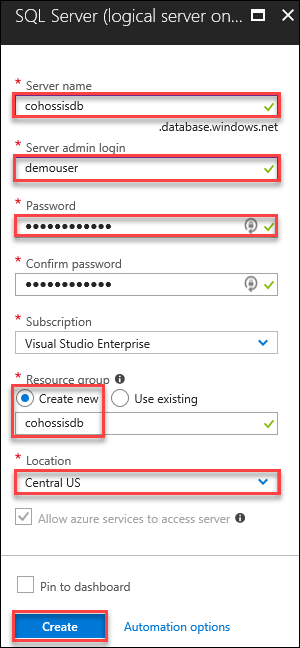 SQL Server (logical server on...
* Server name
cohossisdb
.database.windows.net
* Server admin login
demouser
* Password
••••••••••••
* Confirm password
••••••••••••
* Subscription
Visual Studio Enterprise
* Resource group
Create new Use existing
cohossisdb
* Location
Central US
Allow azure services to access server
Pin to dashboard
Create Automation options